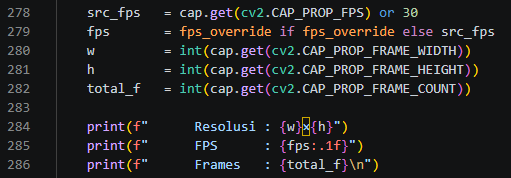 278 src_fps = cap.get(cv2.CAP_PROP_FPS) or 30
279 fps = fps_override if fps_override else src_fps
280 w = int(cap.get(cv2.CAP_PROP_FRAME_WIDTH))
281 h = int(cap.get(cv2.CAP_PROP_FRAME_HEIGHT))
282 total_f = int(cap.get(cv2.CAP_PROP_FRAME_COUNT))
283
284 print(f"      Resolusi : {w}×{h}")
285 print(f"      FPS      : {fps:.1f}")
286 print(f"      Frames   : {total_f}\n")